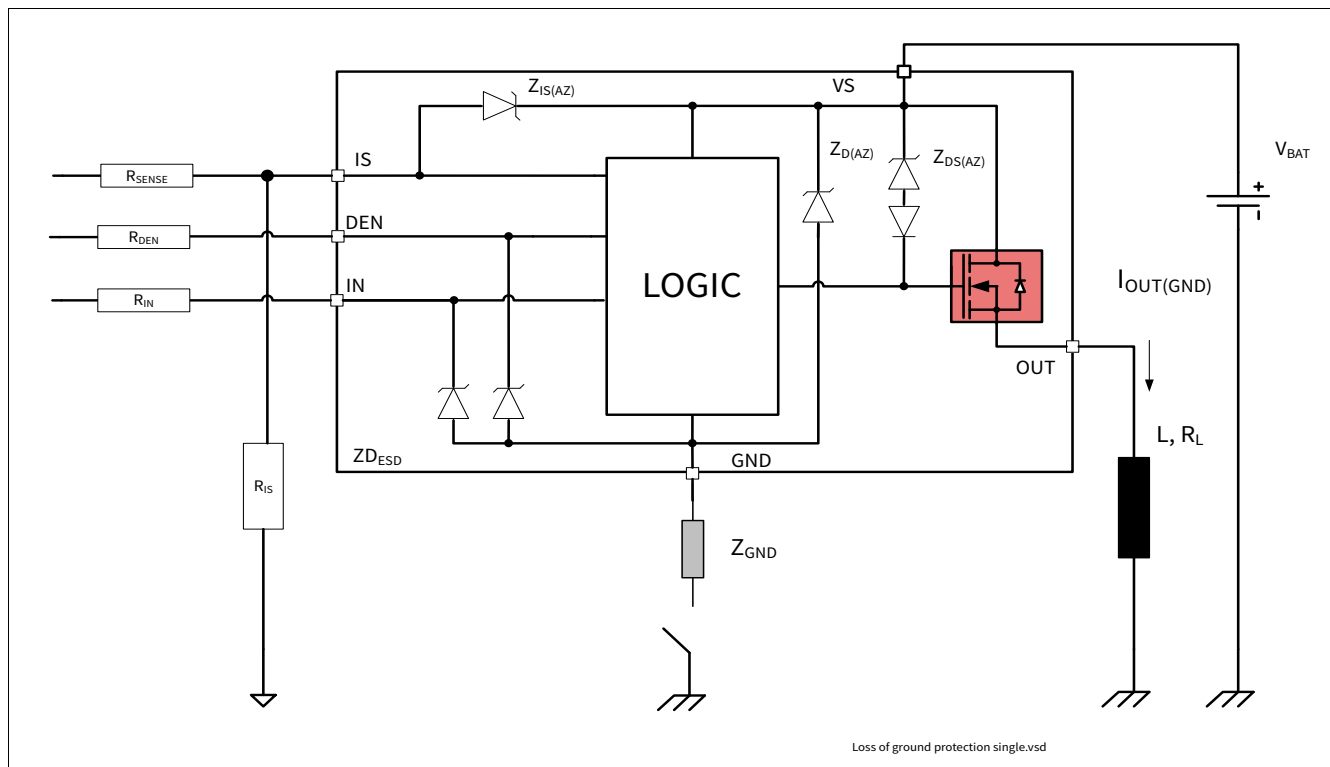 VS
Z_IS(AZ)
IS
R_SENSE
Z_D(AZ)
Z_DS(AZ)
V_BAT
+
-
DEN
R_DEN
IN
R_IN
LOGIC
I_OUT(GND)
OUT
L, R_L
ZD_ESD
GND
R_IS
Z_GND
Loss of ground protection single.vsd